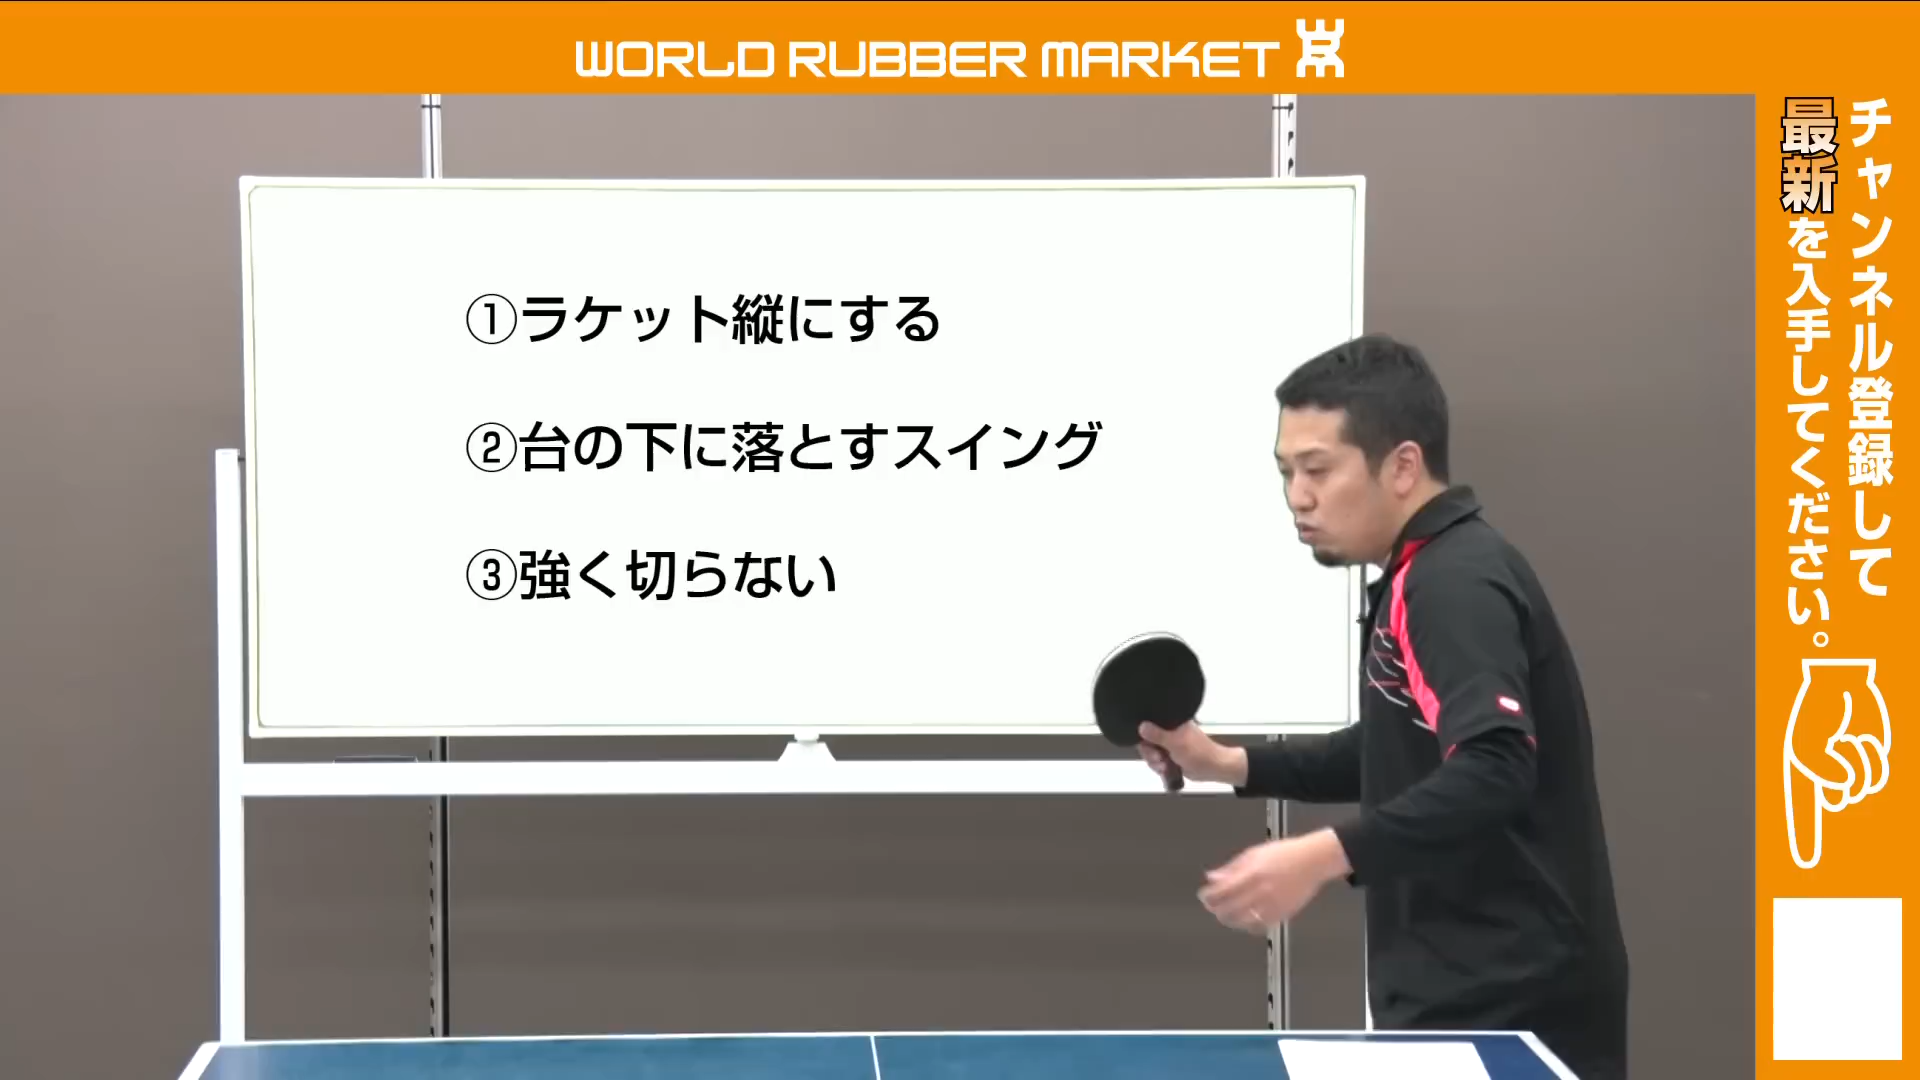 WORLD RUBBER MARKET
①ラケット縦にする
②台の下に落とすスイング
③強く切らない
チャンネル登録して
最新を入手してください。